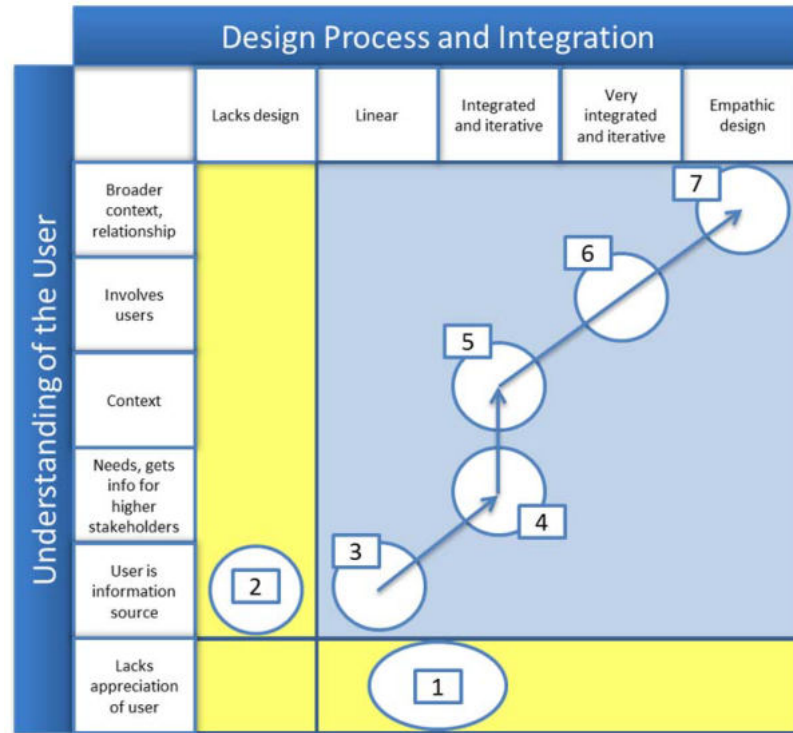 Design Process and Integration
Understanding of the User
Lacks design
Linear
Integrated
and iterative
Very
integrated
and iterative
Empathic
design
Broader
context,
relationship
7
Involves
users
6
Context
5
Needs, gets
info for
higher
stakeholders
4
User is
information
source
2
3
Lacks
appreciation
of user
1